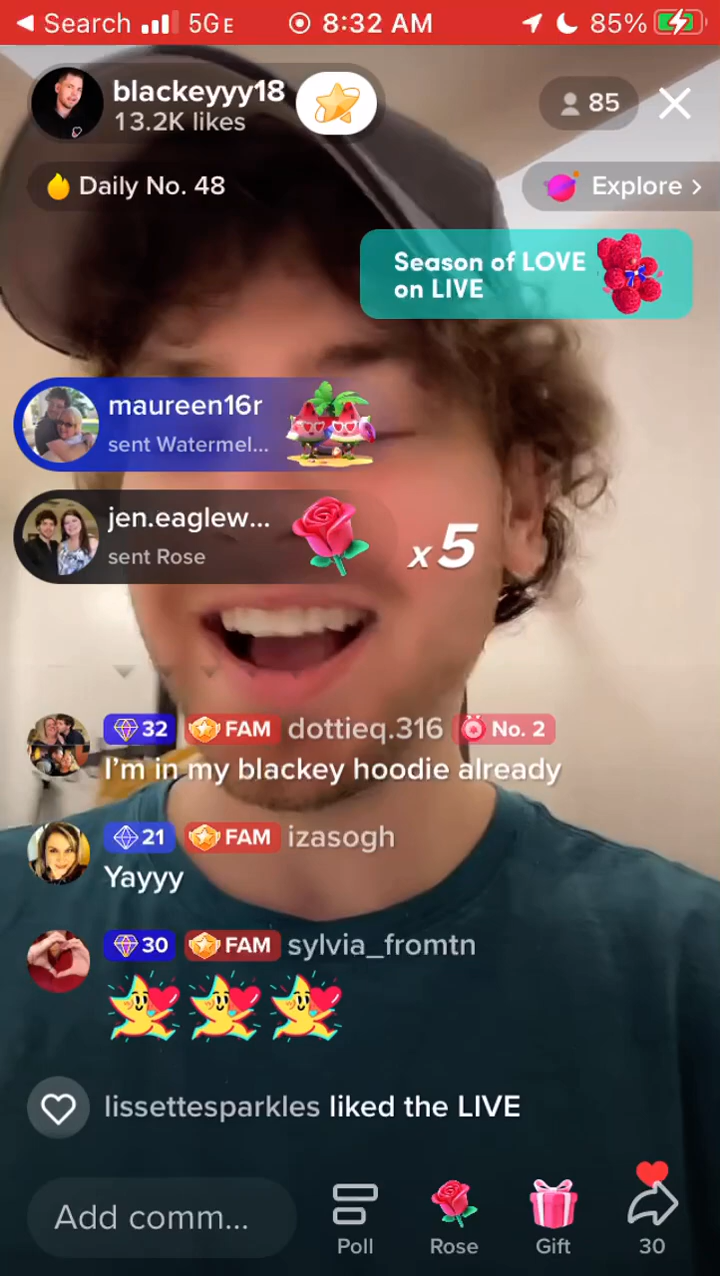 ◀ Search 5GE 8:32 AM 85%
blackeyyy18
13.2K likes
85
Daily No. 48
Explore >
Season of LOVE
on LIVE
maureen16r
sent Watermel...
jen.eaglew...
sent Rose
x5
32 FAM dottieq.316 No. 2
I'm in my blackey hoodie already
21 FAM izasogh
Yayyy
30 FAM sylvia_fromtn
lissettesparkles liked the LIVE
Add comm...
Poll
Rose
Gift
30